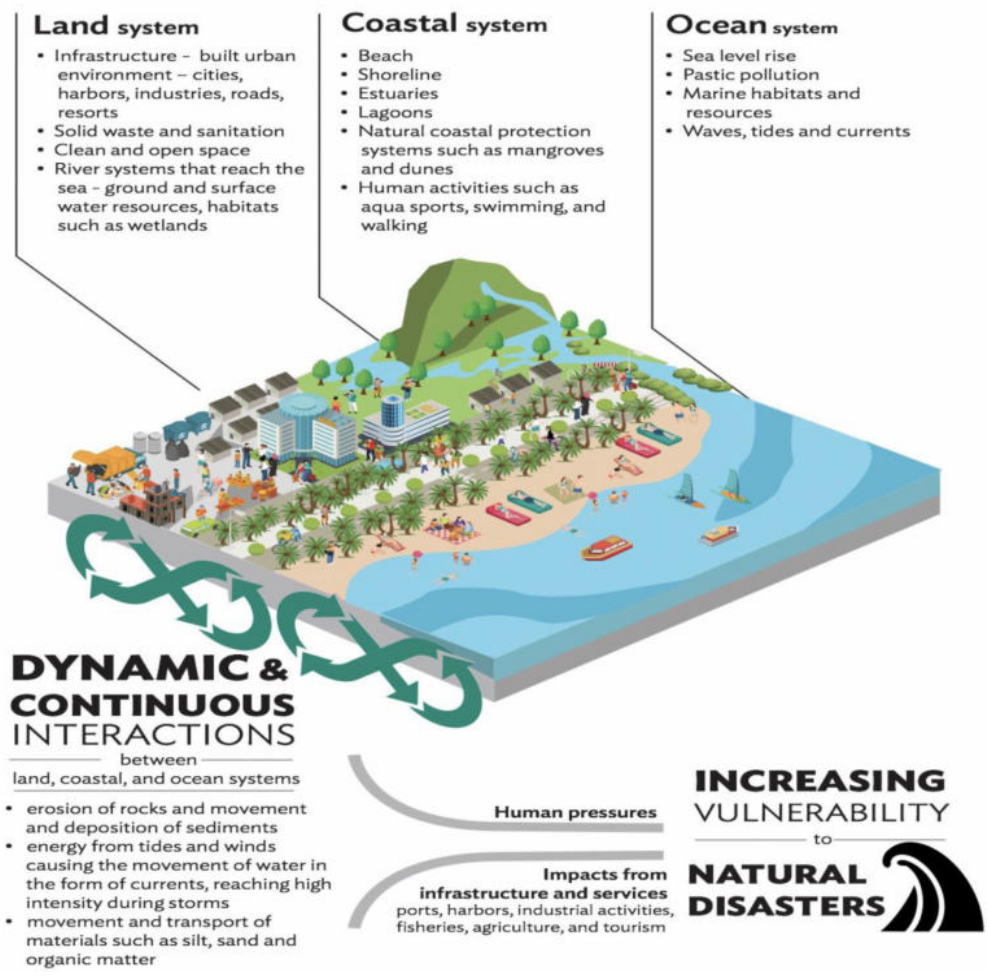 Land system
• Infrastructure - built urban
environment – cities,
harbors, industries, roads,
resorts
• Solid waste and sanitation
• Clean and open space
• River systems that reach the
sea - ground and surface
water resources, habitats
such as wetlands
Coastal system
• Beach
• Shoreline
• Estuaries
• Lagoons
• Natural coastal protection
systems such as mangroves
and dunes
• Human activities such as
aqua sports, swimming, and
walking
Ocean system
• Sea level rise
• Pastic pollution
• Marine habitats and
resources
• Waves, tides and currents
DYNAMIC &
CONTINUOUS
INTERACTIONS
between
land, coastal, and ocean systems
• erosion of rocks and movement
and deposition of sediments
• energy from tides and winds
causing the movement of water in
the form of currents, reaching high
intensity during storms
• movement and transport of
materials such as silt, sand and
organic matter
Human pressures
Impacts from
infrastructure and services
ports, harbors, industrial activities,
fisheries, agriculture, and tourism
INCREASING
VULNERABILITY
to
NATURAL
DISASTERS